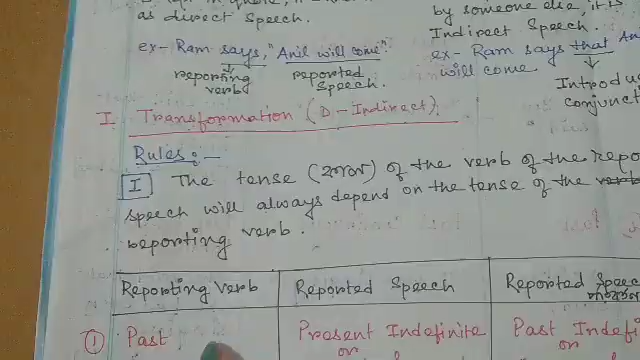 as direct Speech.
by someone else, it is
Indirect Speech.
ex- Ram says, "Anil will come".
ex- Ram says that An
will come
reporting verb
reported Speech.
Introdu
conjunct
I. Transformation (D-Indirect)
Rules:-
I The tense of the verb of the Repo
speech will always depend on the tense of the verb
reporting verb.
Reporting Verb Reported Speech Reported Speec
1 Past Present Indefinite Past Indefi
or or